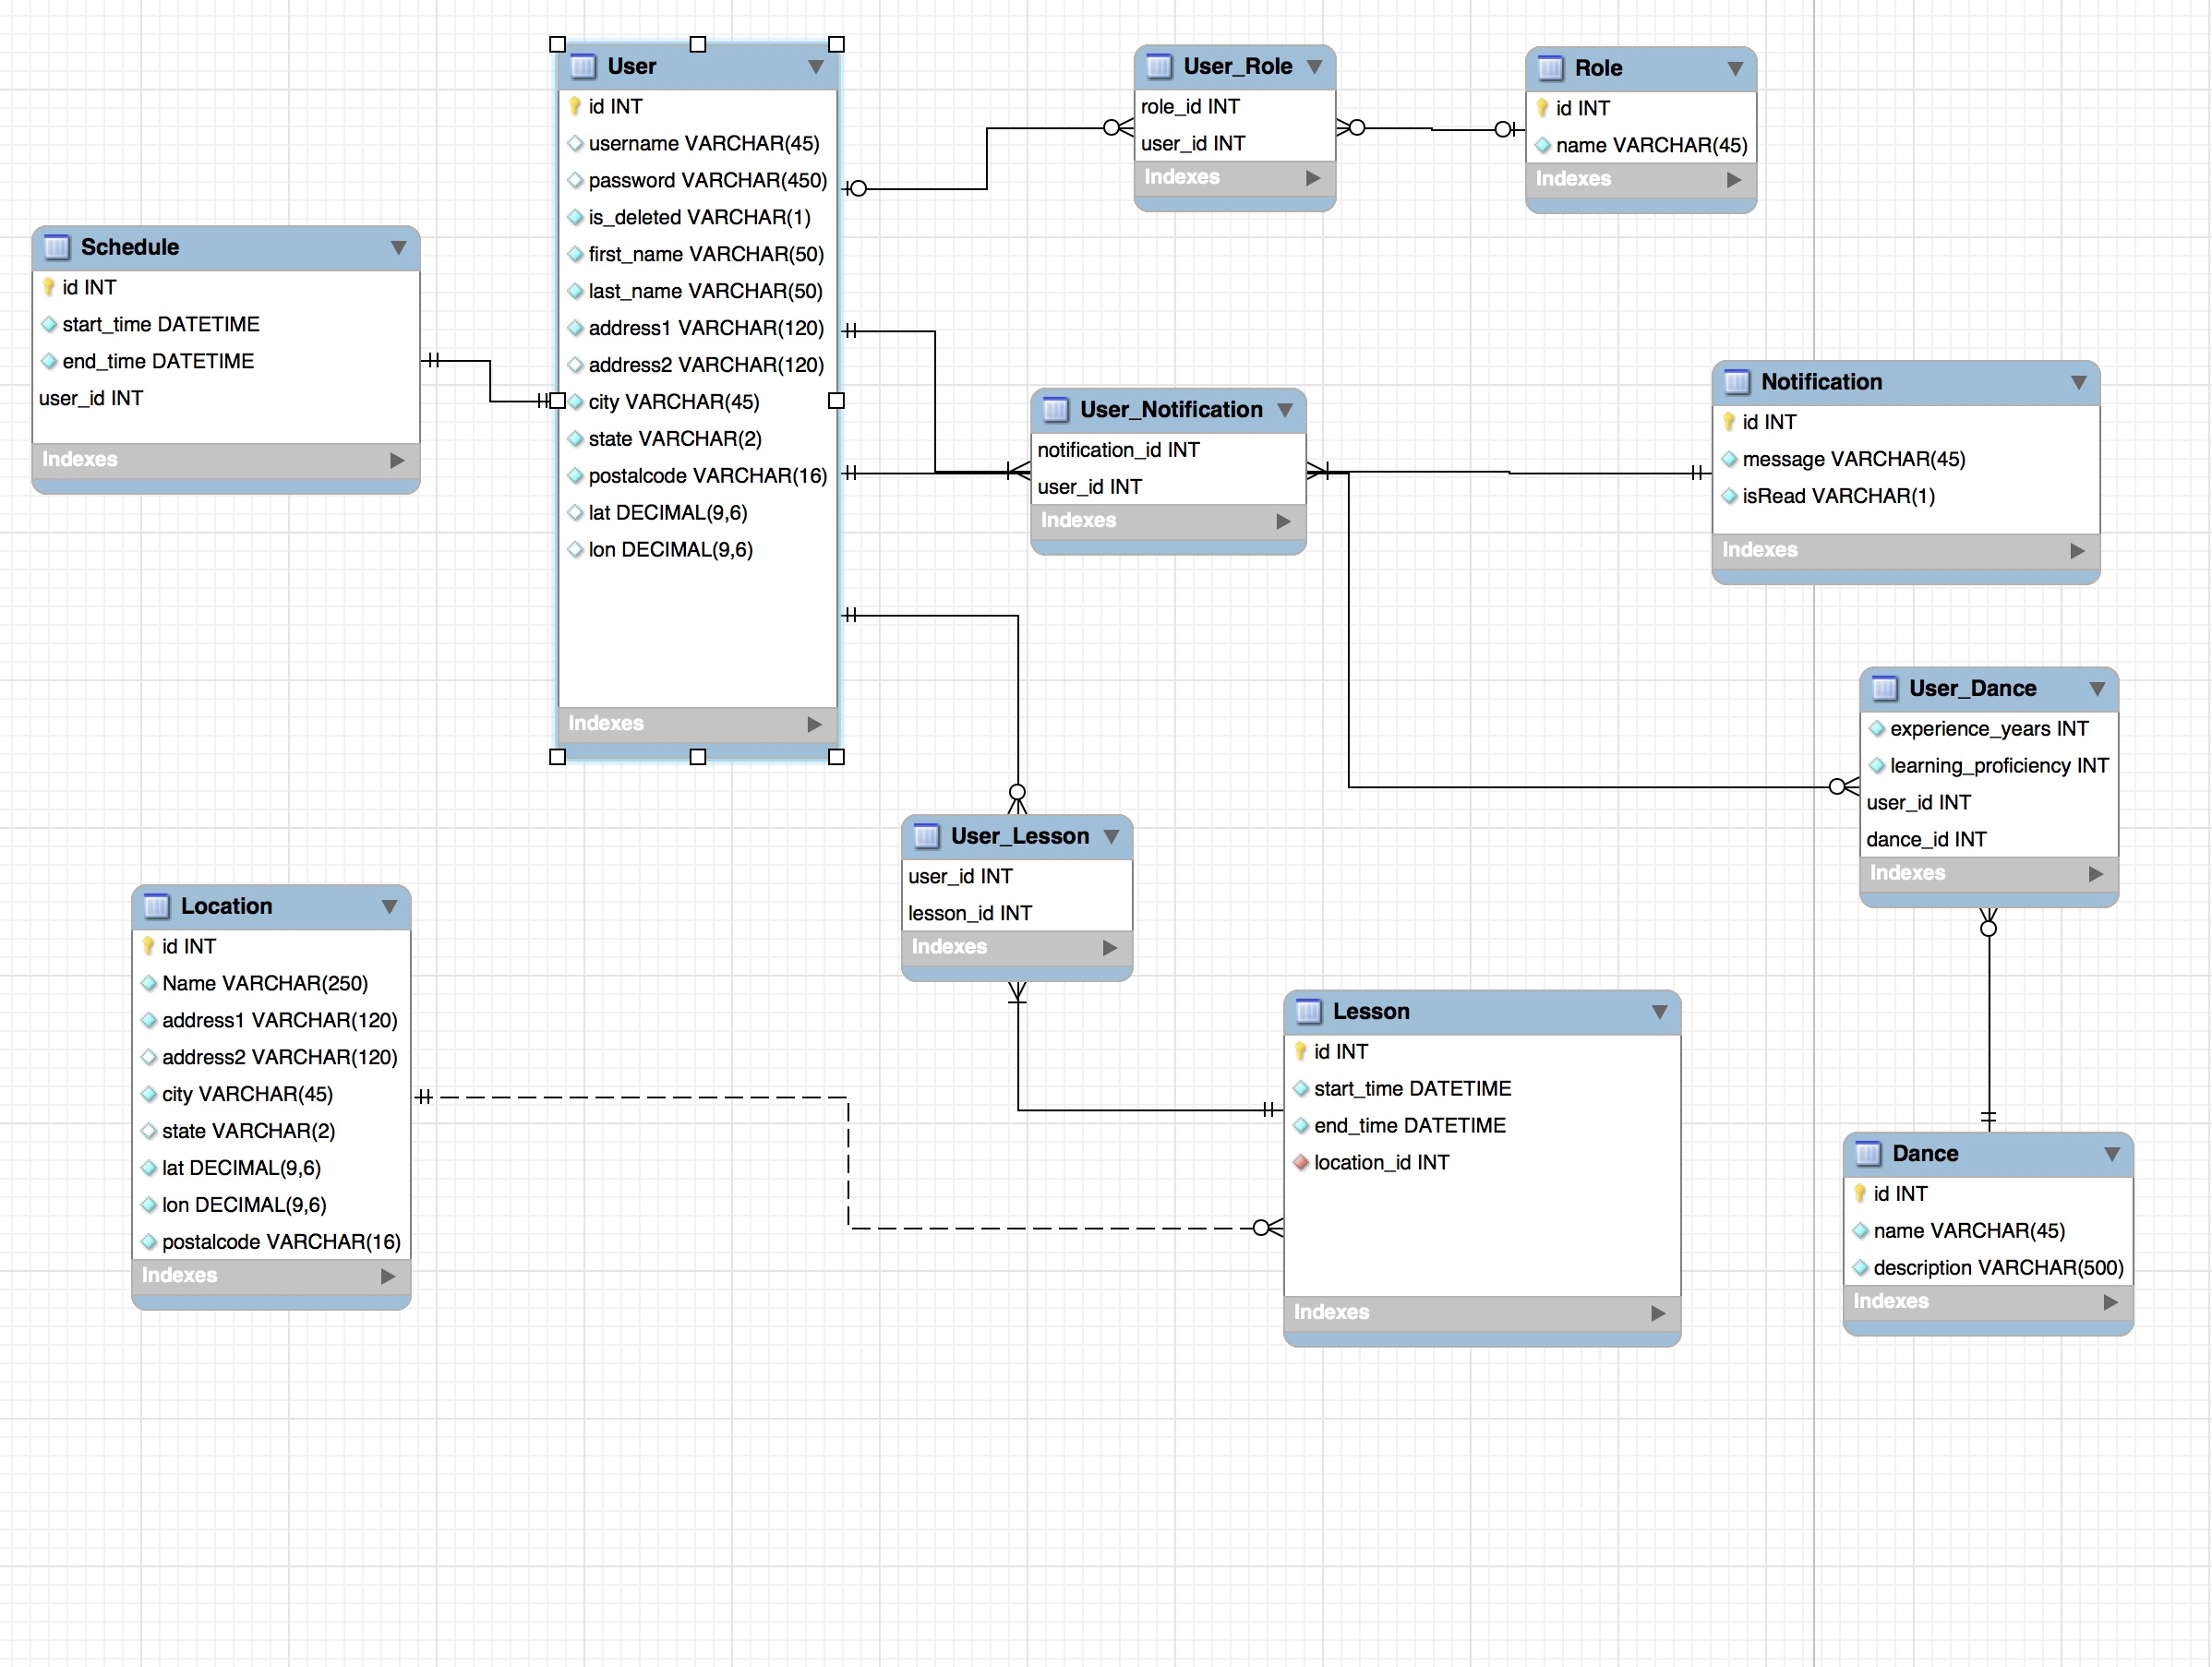 User
id INT
username VARCHAR(45)
password VARCHAR(450)
is_deleted VARCHAR(1)
first_name VARCHAR(50)
last_name VARCHAR(50)
address1 VARCHAR(120)
address2 VARCHAR(120)
city VARCHAR(45)
state VARCHAR(2)
postalcode VARCHAR(16)
lat DECIMAL(9,6)
lon DECIMAL(9,6)
Indexes
User_Role
role_id INT
user_id INT
Indexes
Role
id INT
name VARCHAR(45)
Indexes
Schedule
id INT
start_time DATETIME
end_time DATETIME
user_id INT
Indexes
User_Notification
notification_id INT
user_id INT
Indexes
Notification
id INT
message VARCHAR(45)
isRead VARCHAR(1)
Indexes
User_Dance
experience_years INT
learning_proficiency INT
user_id INT
dance_id INT
Indexes
User_Lesson
user_id INT
lesson_id INT
Indexes
Location
id INT
Name VARCHAR(250)
address1 VARCHAR(120)
address2 VARCHAR(120)
city VARCHAR(45)
state VARCHAR(2)
lat DECIMAL(9,6)
lon DECIMAL(9,6)
postalcode VARCHAR(16)
Indexes
Lesson
id INT
start_time DATETIME
end_time DATETIME
location_id INT
Indexes
Dance
id INT
name VARCHAR(45)
description VARCHAR(500)
Indexes